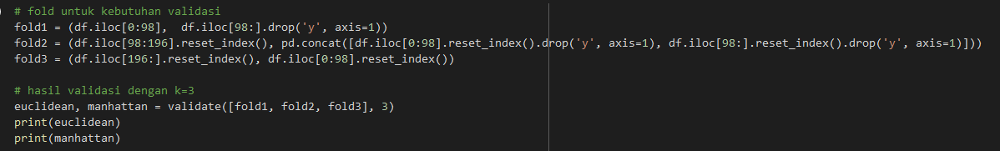 # fold untuk kebutuhan validasi
fold1 = (df.iloc[0:98],  df.iloc[98:].drop('y', axis=1))
fold2 = (df.iloc[98:196].reset_index(), pd.concat([df.iloc[0:98].reset_index().drop('y', axis=1), df.iloc[98:].reset_index().drop('y', axis=1)]))
fold3 = (df.iloc[196:].reset_index(), df.iloc[0:98].reset_index())
# hasil validasi dengan k=3
euclidean, manhattan = validate([fold1, fold2, fold3], 3)
print(euclidean)
print(manhattan)